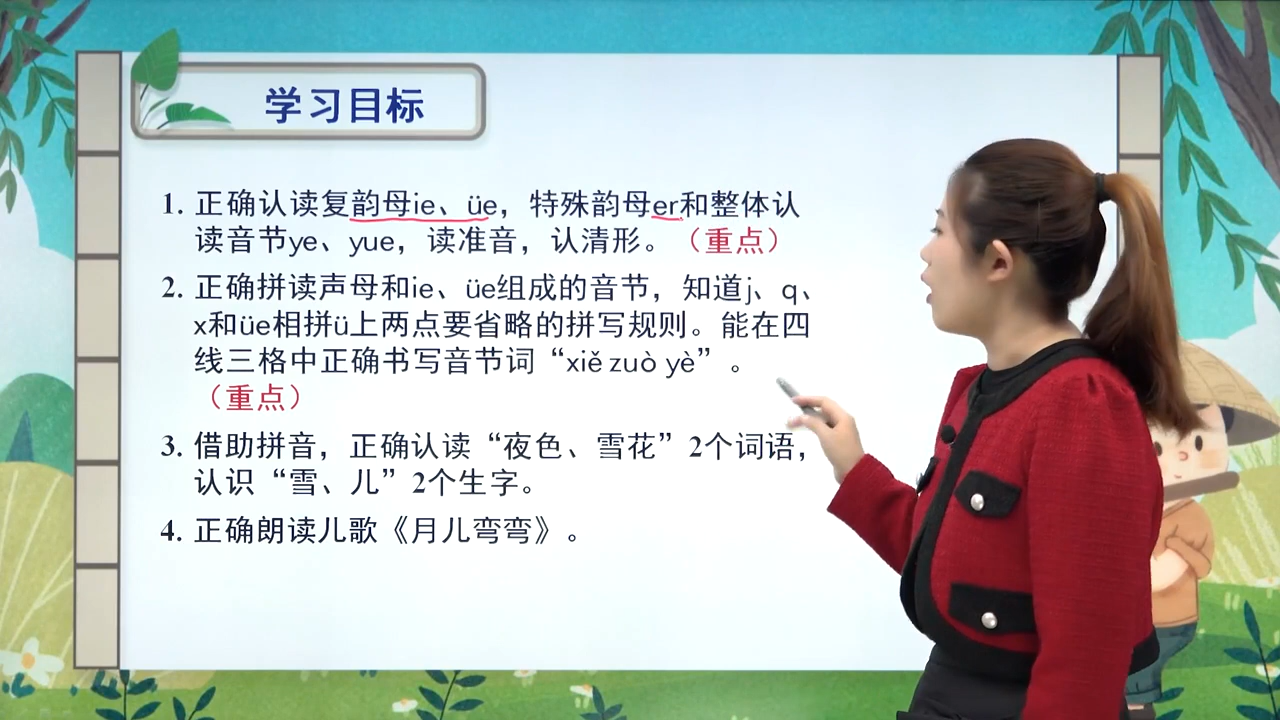 学习目标
1. 正确认读复韵母ie、üe，特殊韵母er和整体认
读音节ye、yue，读准音，认清形。（重点）
2. 正确拼读声母和ie、üe组成的音节，知道j、q、
x和üe相拼ü上两点要省略的拼写规则。能在四
线三格中正确书写音节词“xiě zuò yè”。
（重点）
3. 借助拼音，正确认读“夜色、雪花”2个词语，
认识“雪、儿”2个生字。
4. 正确朗读儿歌《月儿弯弯》。